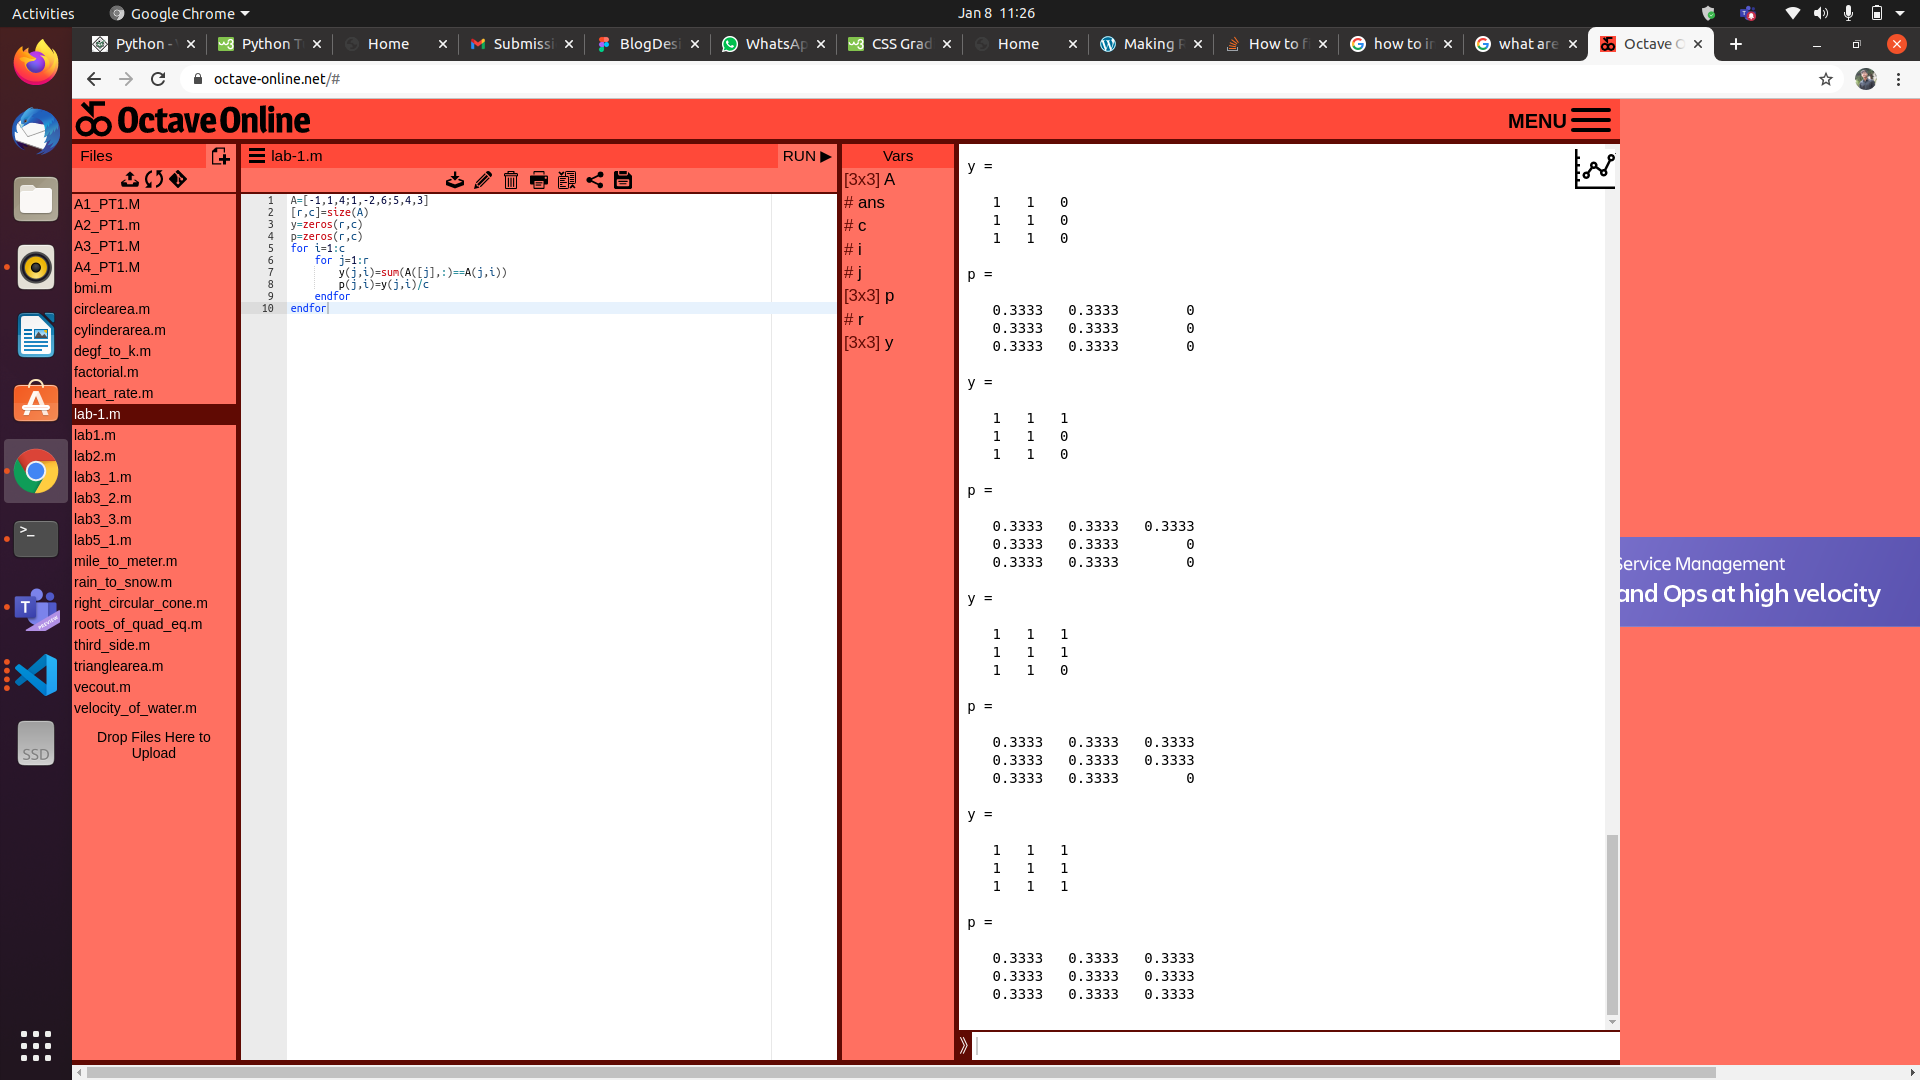 Activities
Google Chrome
Jan 8 11:26
Python -
Python T
Home
Submissi
BlogDesi
WhatsAp
CSS Grad
Home
Making
How to f
how to i
what are
Octave O
octave-online.net/#
Octave Online
MENU
Files
lab-1.m
RUN
Vars
A1_PT1.M
A2_PT1.m
A3_PT1.M
A4_PT1.M
bmi.m
circlearea.m
cylinderarea.m
degf_to_k.m
factorial.m
heart_rate.m
lab-1.m
lab1.m
lab2.m
lab3_1.m
lab3_2.m
lab3_3.m
lab5_1.m
mile_to_meter.m
rain_to_snow.m
right_circular_cone.m
roots_of_quad_eq.m
third_side.m
trianglearea.m
vecout.m
velocity_of_water.m
Drop Files Here to
Upload
1 A=[-1,1,4;1,-2,6;5,4,3]
2 [r,c]=size(A)
3 y=zeros(r,c)
4 p=zeros(r,c)
5 for i=1:c
6 for j=1:r
7 y(j,i)=sum(A([j],:)==A(j,i))
8 p(j,i)=y(j,i)/c
9 endfor
10 endfor
[3x3] A
# ans
# c
# i
# j
[3x3] p
# r
[3x3] y
y =
1 1 0
1 1 0
1 1 0
p =
0.3333 0.3333 0
0.3333 0.3333 0
0.3333 0.3333 0
y =
1 1 1
1 1 0
1 1 0
p =
0.3333 0.3333 0.3333
0.3333 0.3333 0
0.3333 0.3333 0
y =
1 1 1
1 1 1
1 1 0
p =
0.3333 0.3333 0.3333
0.3333 0.3333 0.3333
0.3333 0.3333 0
y =
1 1 1
1 1 1
1 1 1
p =
0.3333 0.3333 0.3333
0.3333 0.3333 0.3333
0.3333 0.3333 0.3333
Service Management
and Ops at high velocity
SSD